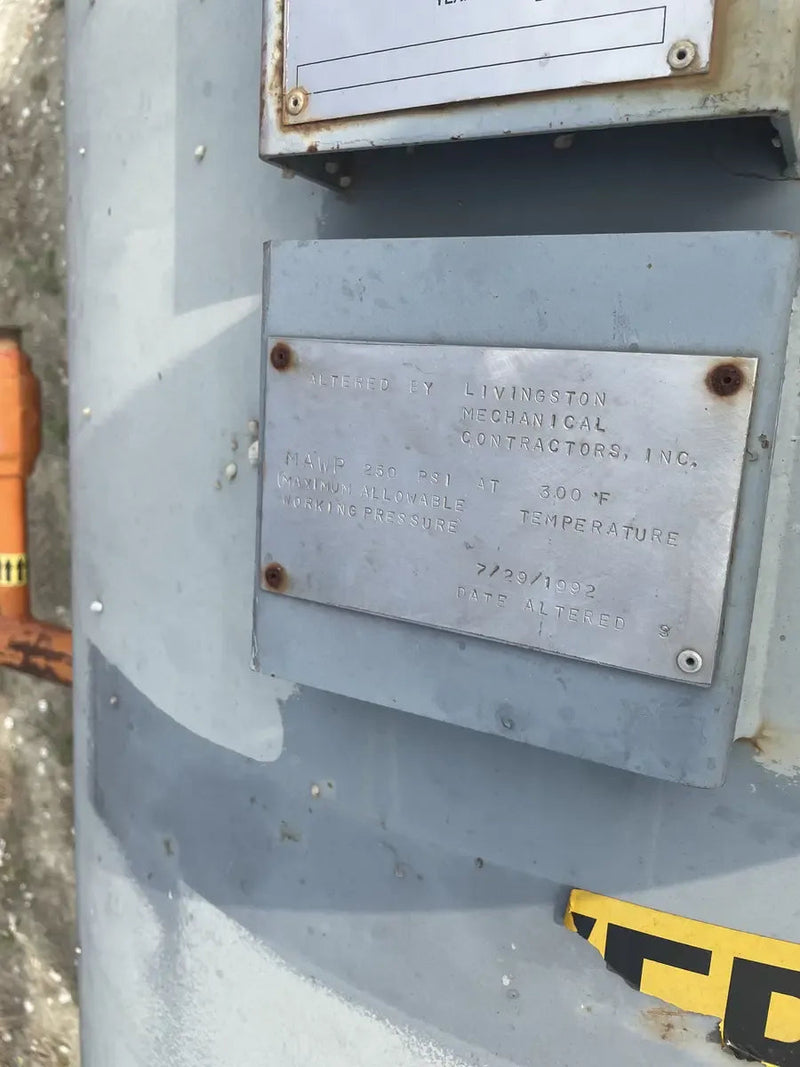 ALTERED BY LIVINGSTON
MECHANICAL
CONTRACTORS, INC.
MAWP 250 PSI AT 300 °F
(MAXIMUM ALLOWABLE
WORKING PRESSURE TEMPERATURE
7/29/1992
DATE ALTERED 9